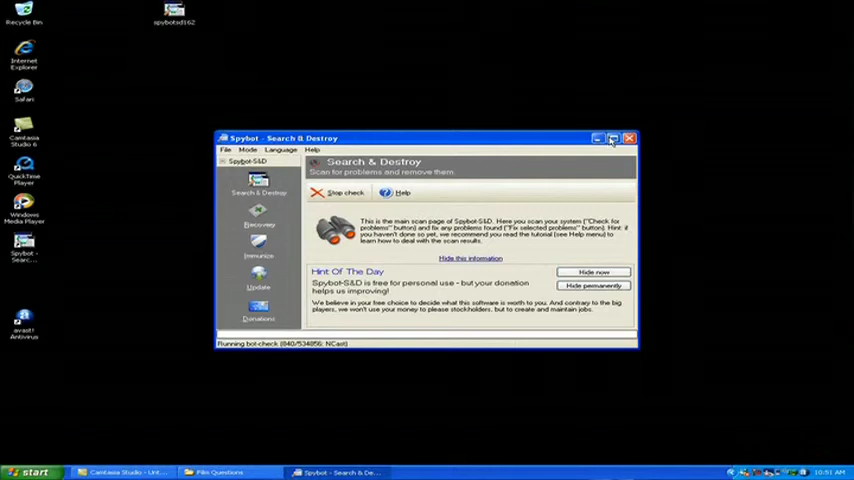 Recycle Bin
spybotsd162
Internet
Explorer
Safari
Camtasia
Studio 6
QuickTime
Player
Windows
Media Player
Spybot -
Searc...
avast!
Antivirus
Spybot - Search & Destroy
File Mode Language Help
Spybot-S&D
Search & Destroy
Recovery
Immunize
Update
Donations
Search & Destroy
Scan for problems and remove them.
Stop check Help
This is the main scan page of Spybot-S&D. Here you scan your system ("Check for
problems" button) and fix any problems found ("Fix selected problems" button). Hint: if
you haven't done so yet, we recommend you read the tutorial (see Help menu) to
learn how to deal with the scan results.
Hide this information
Hint Of The Day
Hide now
Spybot-S&D is free for personal use - but your donation
helps us improving!
Hide permanently
We believe in your free choice to decide what this software is worth to you. And contrary to the big
players, we won't use your money to please stockholders, but to create and maintain jobs.
Running bot-check (840/534856: NCast)
start
Camtasia Studio - Unt...
Film Questions
Spybot - Search & De...
10:51 AM